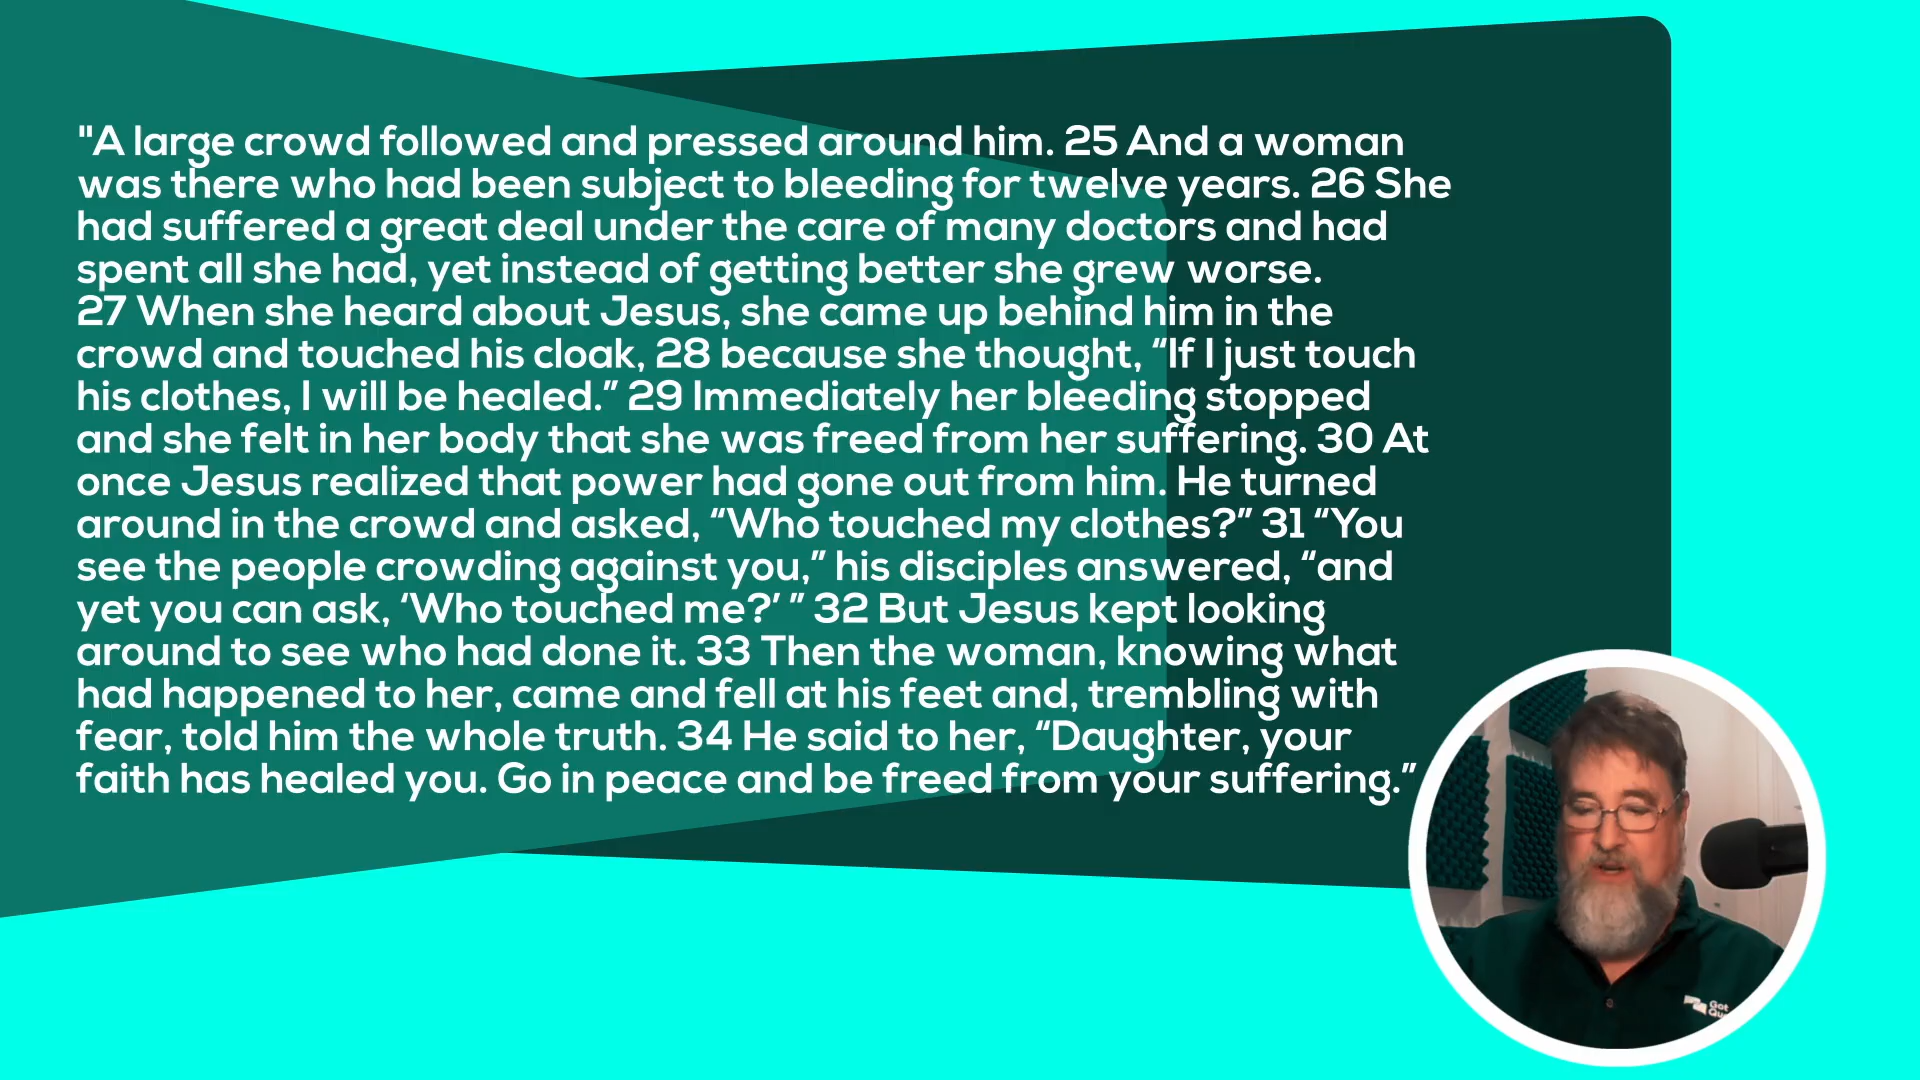 "A large crowd followed and pressed around him. 25 And a woman
was there who had been subject to bleeding for twelve years. 26 She
had suffered a great deal under the care of many doctors and had
spent all she had, yet instead of getting better she grew worse.
27 When she heard about Jesus, she came up behind him in the
crowd and touched his cloak, 28 because she thought, “If I just touch
his clothes, I will be healed.” 29 Immediately her bleeding stopped
and she felt in her body that she was freed from her suffering. 30 At
once Jesus realized that power had gone out from him. He turned
around in the crowd and asked, “Who touched my clothes?” 31 “You
see the people crowding against you,” his disciples answered, “and
yet you can ask, ‘Who touched me?’ ” 32 But Jesus kept looking
around to see who had done it. 33 Then the woman, knowing what
had happened to her, came and fell at his feet and, trembling with
fear, told him the whole truth. 34 He said to her, “Daughter, your
faith has healed you. Go in peace and be freed from your suffering.”
Got